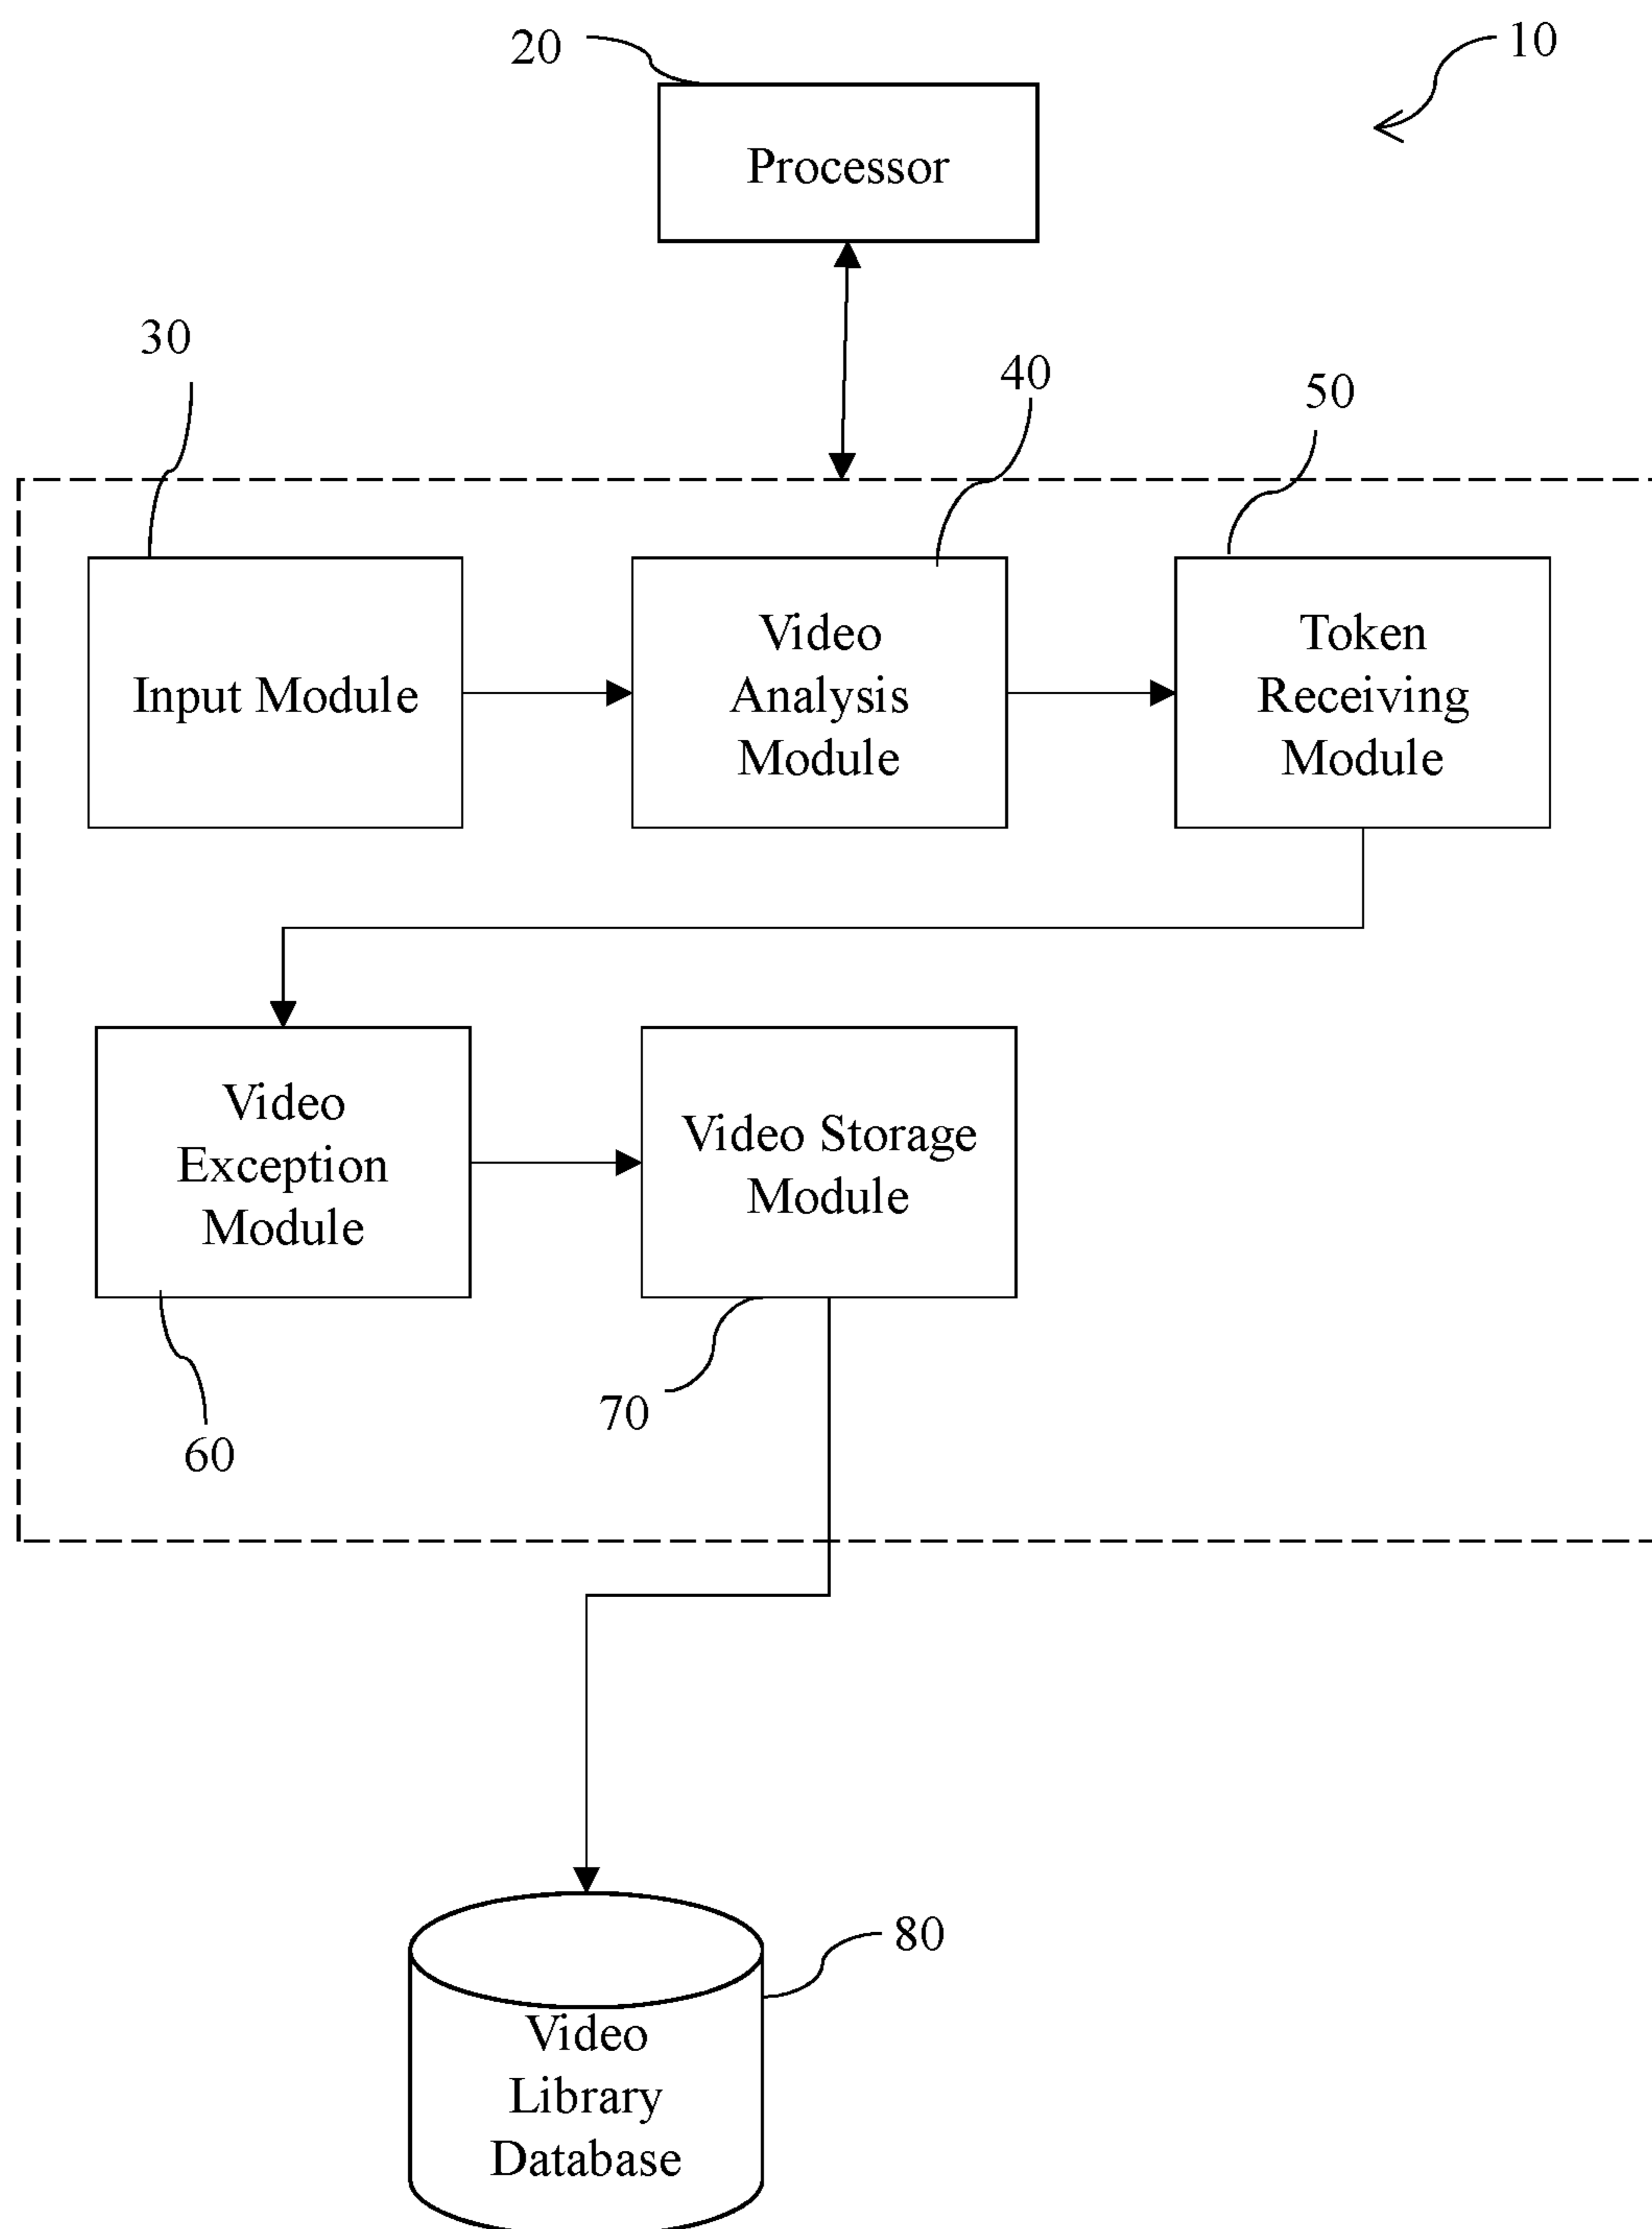 20
10
Processor
30
40
50
Input Module
Video
Analysis
Module
Token
Receiving
Module
Video
Exception
Module
Video Storage
Module
70
60
80
Video
Library
Database